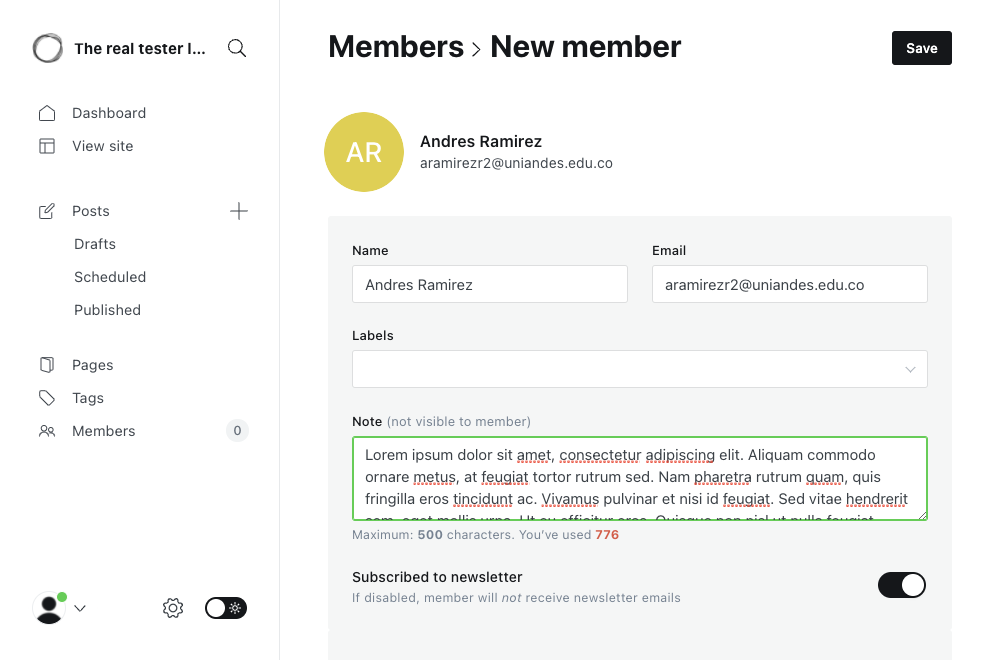 The real tester l...
Dashboard
View site
Posts
Drafts
Scheduled
Published
Pages
Tags
Members
0
Members > New member
Save
AR
Andres Ramirez
aramirezr2@uniandes.edu.co
Name
Email
Andres Ramirez
aramirezr2@uniandes.edu.co
Labels
Note (not visible to member)
Lorem ipsum dolor sit amet, consectetur adipiscing elit. Aliquam commodo
ornare metus, at feugiat tortor rutrum sed. Nam pharetra rutrum quam, quis
fringilla eros tincidunt ac. Vivamus pulvinar et nisi id feugiat. Sed vitae hendrerit
Maximum: 500 characters. You've used 776
Subscribed to newsletter
If disabled, member will not receive newsletter emails